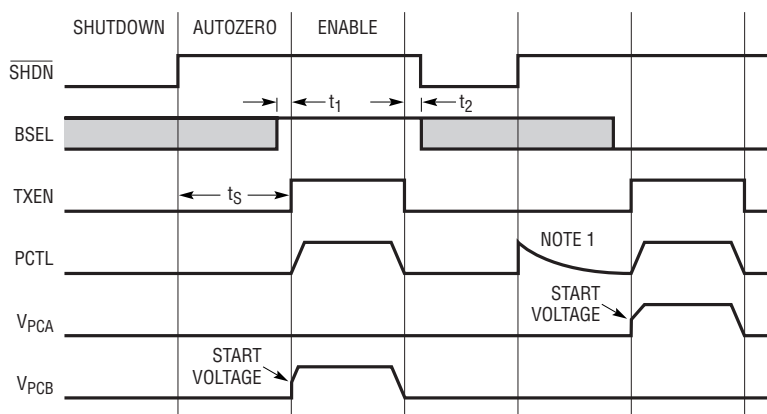 SHUTDOWN AUTOZERO ENABLE
SHDN
t1 t2
BSEL
tS
TXEN
NOTE 1
PCTL
START
VOLTAGE
VPCA
START
VOLTAGE
VPCB